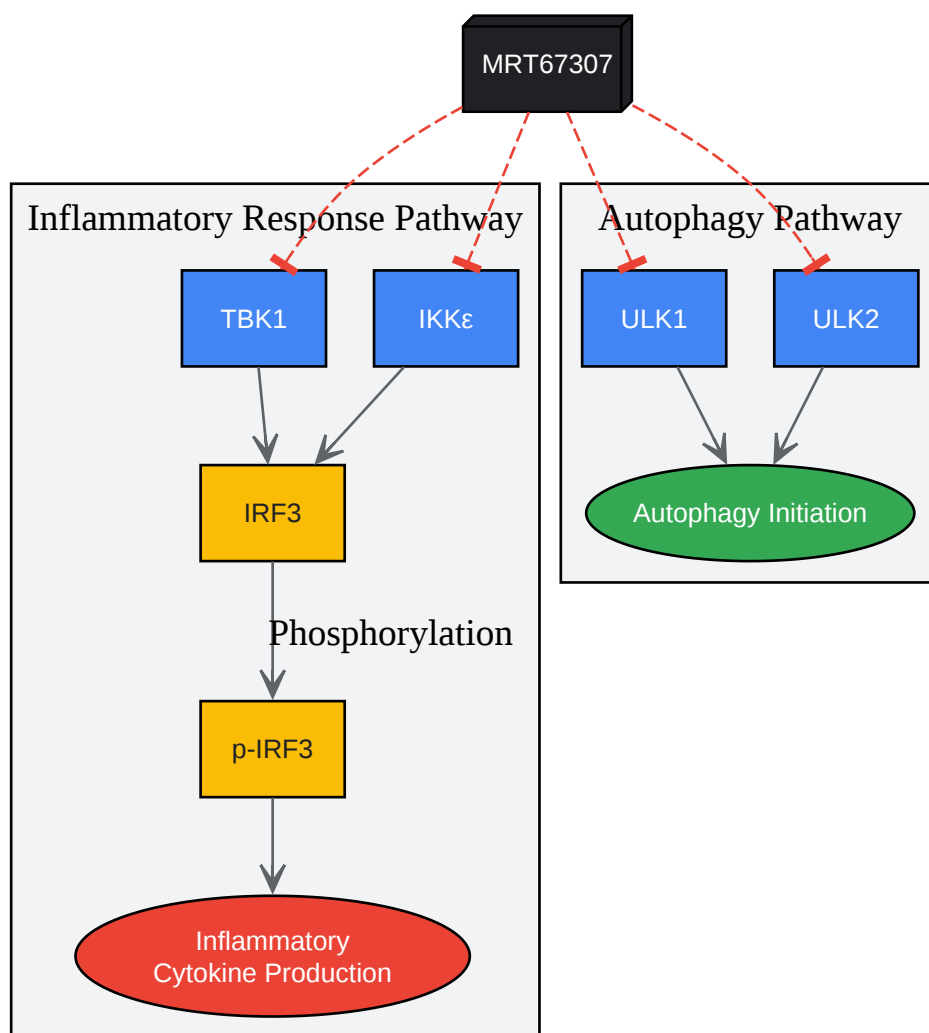 MRT67307
Inflammatory Response Pathway
Autophagy Pathway
TBK1
IKKε
ULK1
ULK2
IRF3
Autophagy Initiation
Phosphorylation
p-IRF3
Inflammatory
Cytokine Production